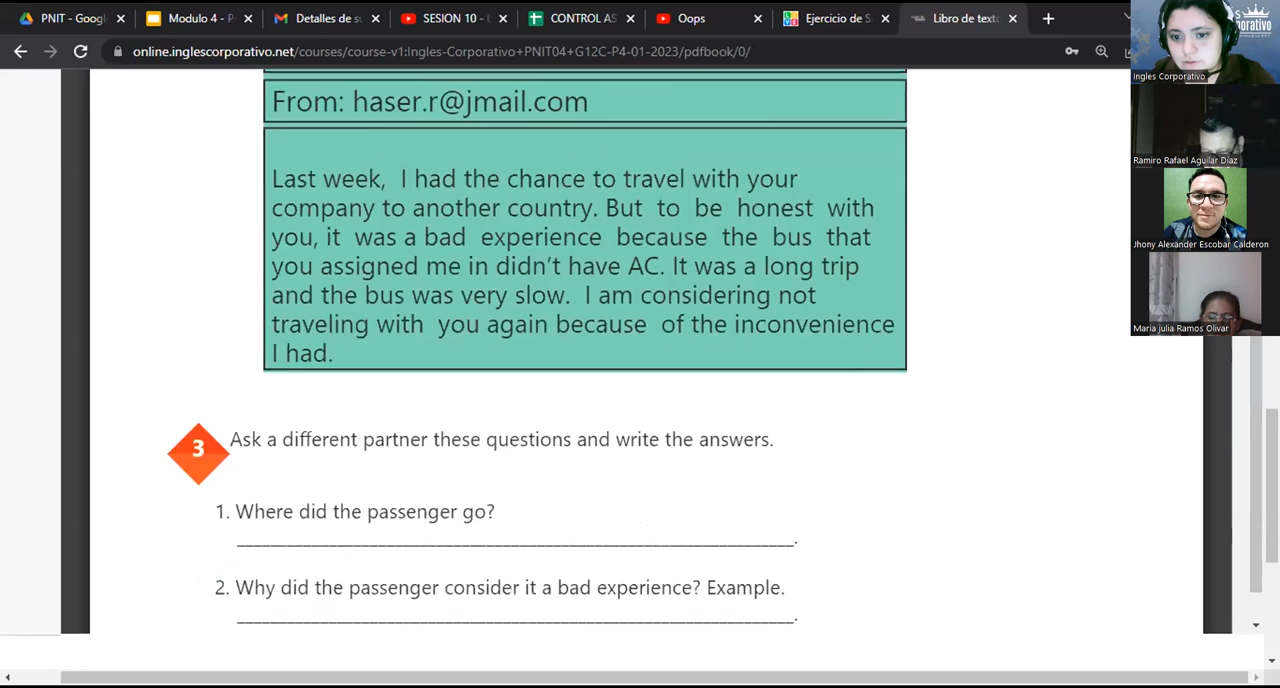 PNIT - Googl
Modulo 4 - P
Detalles de su
SESION 10 -
CONTROL AS
Oops
Ejercicio de S
Libro de texto
online.inglescorporativo.net/courses/course-v1:Ingles-Corporativo+PNIT04+G12C-P4-01-2023/pdfbook/0/
Ingles Corporativo
Ramiro Rafael Aguilar Diaz
Jhony Alexander Escobar Calderon
Maria julia Ramos Olivar
From: haser.r@jmail.com
Last week, I had the chance to travel with your
company to another country. But to be honest with
you, it was a bad experience because the bus that
you assigned me in didn't have AC. It was a long trip
and the bus was very slow. I am considering not
traveling with you again because of the inconvenience
I had.
3 Ask a different partner these questions and write the answers.
1. Where did the passenger go?
2. Why did the passenger consider it a bad experience? Example.